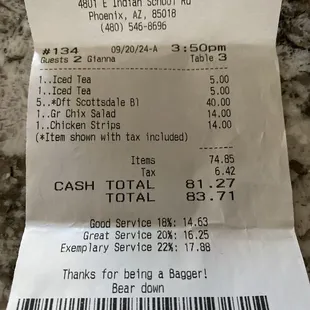 4801 E Indian School Rd
Phoenix, AZ, 85018
(480) 546-8696
#134 09/20/24-A 3:50pm
Guests 2 Gianna Table 3
1..Iced Tea 5.00
1..Iced Tea 5.00
5..*Dft Scottsdale Bl 40.00
1..Gr Chix Salad 14.00
1..Chicken Strips 14.00
(*Item shown with tax included)
Items 74.85
Tax 6.42
CASH TOTAL 81.27
TOTAL 83.71
Good Service 18%: 14.63
Great Service 20%: 16.25
Exemplary Service 22%: 17.88
Thanks for being a Bagger!
Bear down